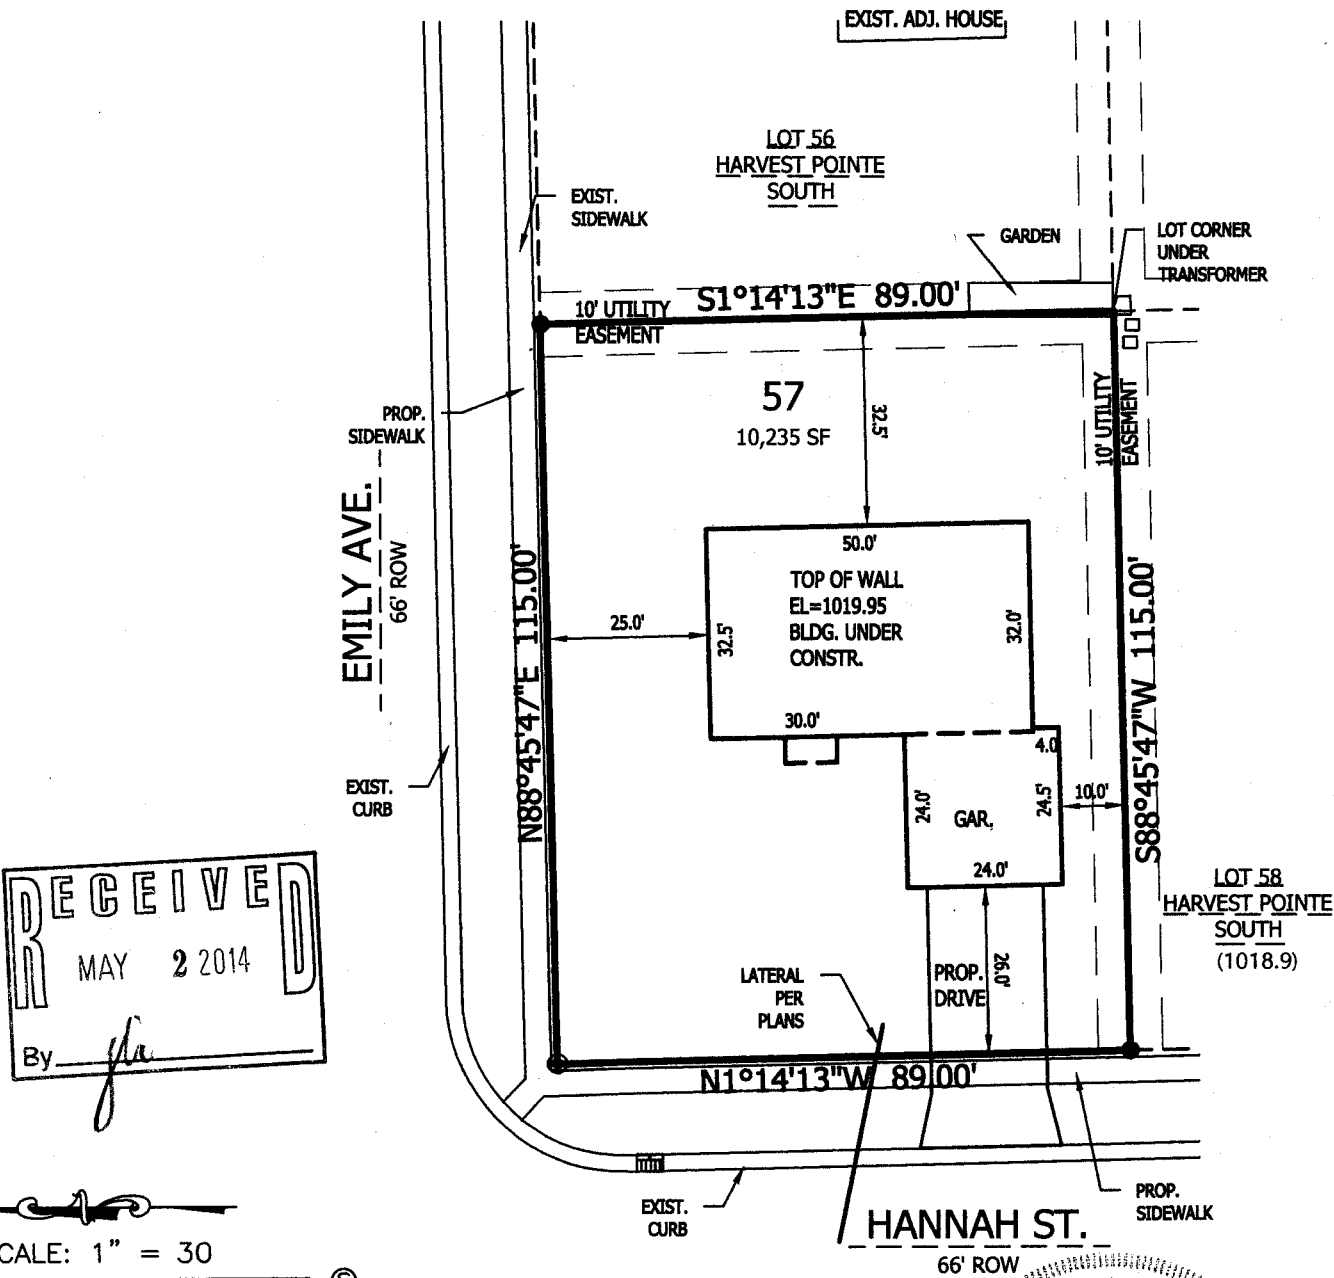 EXIST. ADJ. HOUSE
LOT 56
HARVEST POINTE
SOUTH
EXIST.
SIDEWALK
GARDEN
LOT CORNER
UNDER
TRANSFORMER
S1°14'13"E 89.00'
10' UTILITY
EASEMENT
57
10,235 SF
32.5'
10' UTILITY
EASEMENT
PROP.
SIDEWALK
EMILY AVE.
66' ROW
N88°45'47"E 115.00'
25.0'
50.0'
TOP OF WALL
EL=1019.95
BLDG. UNDER
CONSTR.
32.5'
32.0'
30.0'
4.0
S88°45'47"W 115.00'
EXIST.
CURB
24.0'
GAR.
24.5'
10.0'
24.0'
RECEIVED
MAY 2 2014
By
LOT 58
HARVEST POINTE
SOUTH
(1018.9)
LATERAL
PER
PLANS
PROP.
DRIVE
26.0'
N1°14'13"W 89.00'
EXIST.
CURB
PROP.
SIDEWALK
HANNAH ST.
66' ROW
CALE: 1" = 30